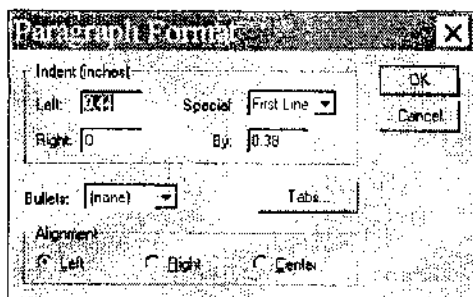 Paragraph Format
Indent (inches)
Left: Special: First Line
Right: 0 By: 0.38
OK
Cancel
Bullets: (none) Tabs...
Alignment
Left Right Center